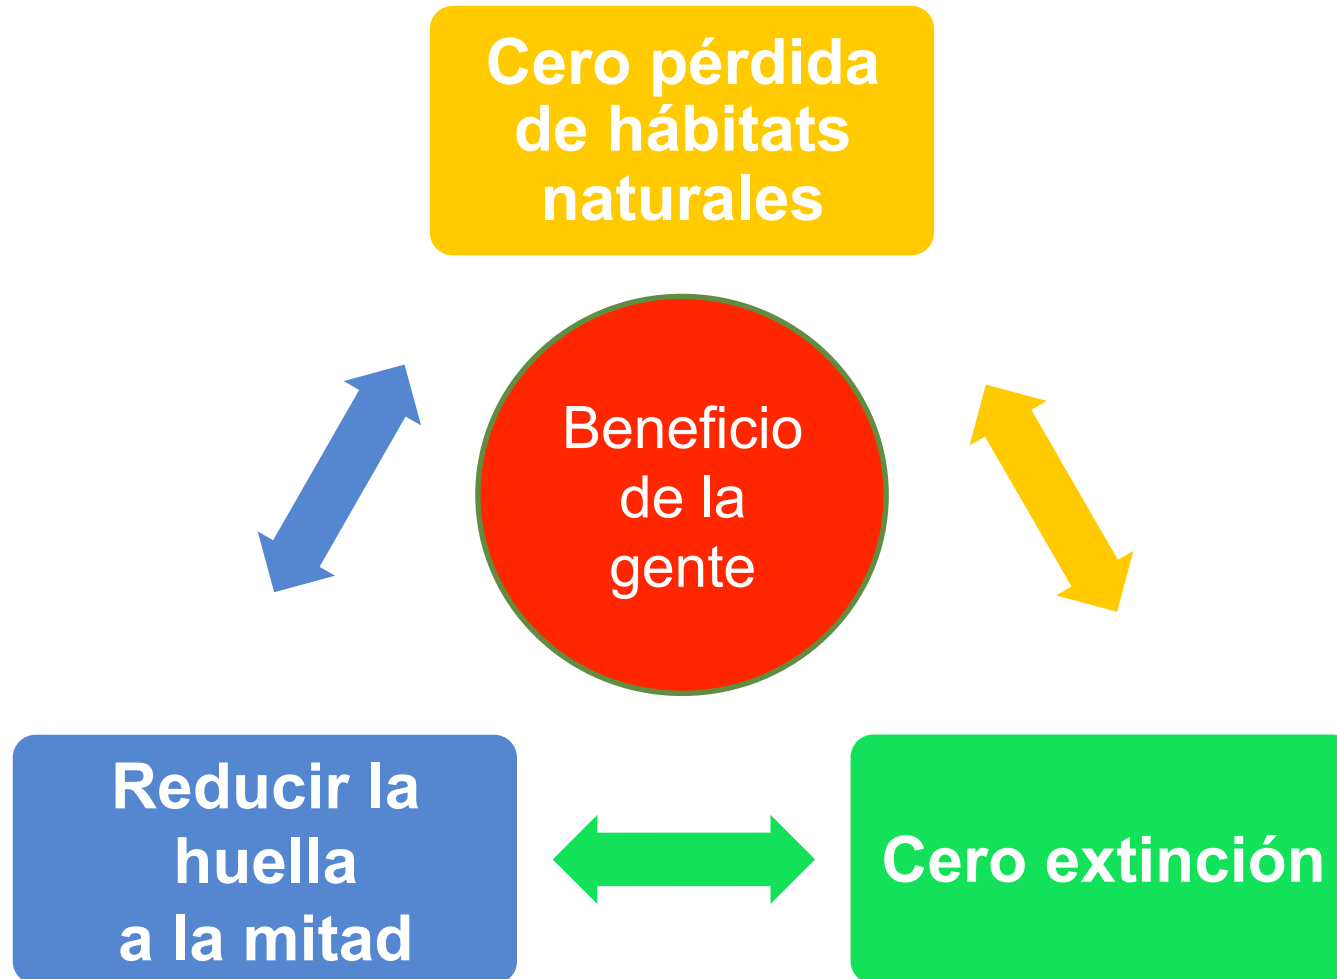 Cero pérdida
de hábitats
naturales
Beneficio
de la
gente
Reducir la
huella
a la mitad
Cero extinción